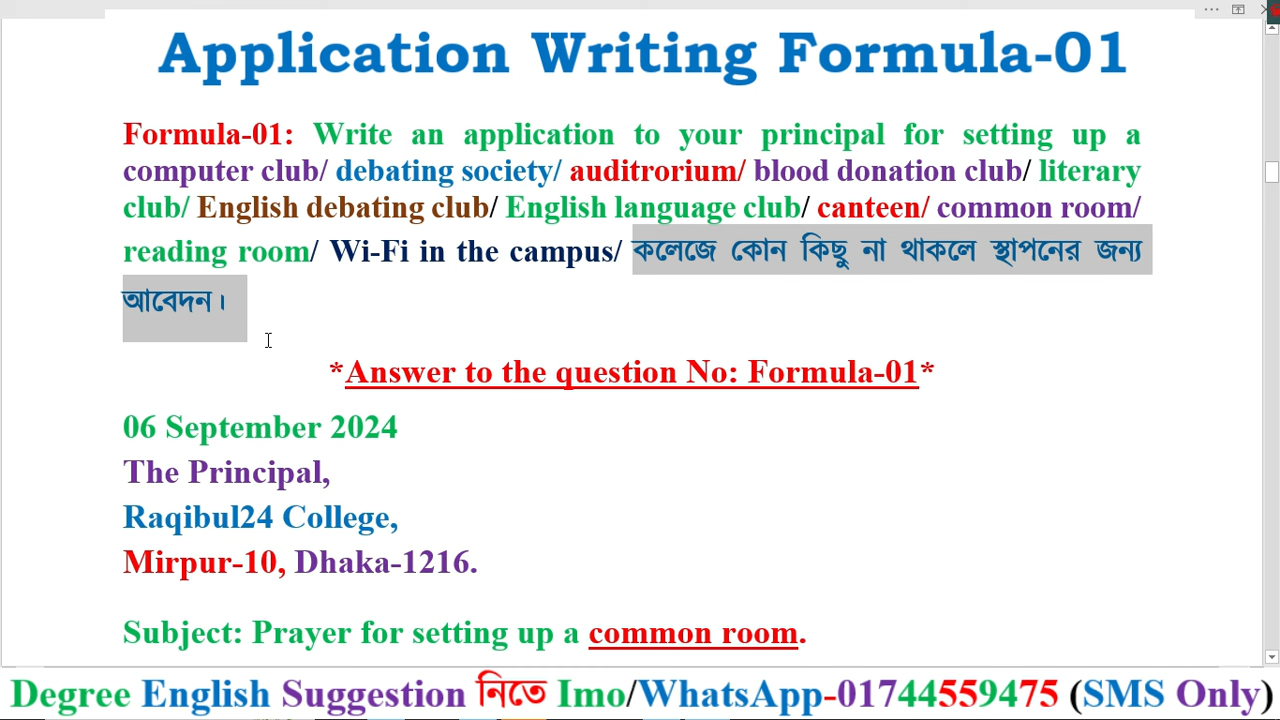 Application Writing Formula-01
Formula-01: Write an application to your principal for setting up a
computer club/ debating society/ auditrorium/ blood donation club/ literary
club/ English debating club/ English language club/ canteen/ common room/
reading room/ Wi-Fi in the campus/ কলেজে কোন কিছু না থাকলে স্থাপনের জন্য
আবেদন।
*Answer to the question No: Formula-01*
06 September 2024
The Principal,
Raqibul24 College,
Mirpur-10, Dhaka-1216.
Subject: Prayer for setting up a common room.
Degree English Suggestion নিতে Imo/WhatsApp-01744559475 (SMS Only)